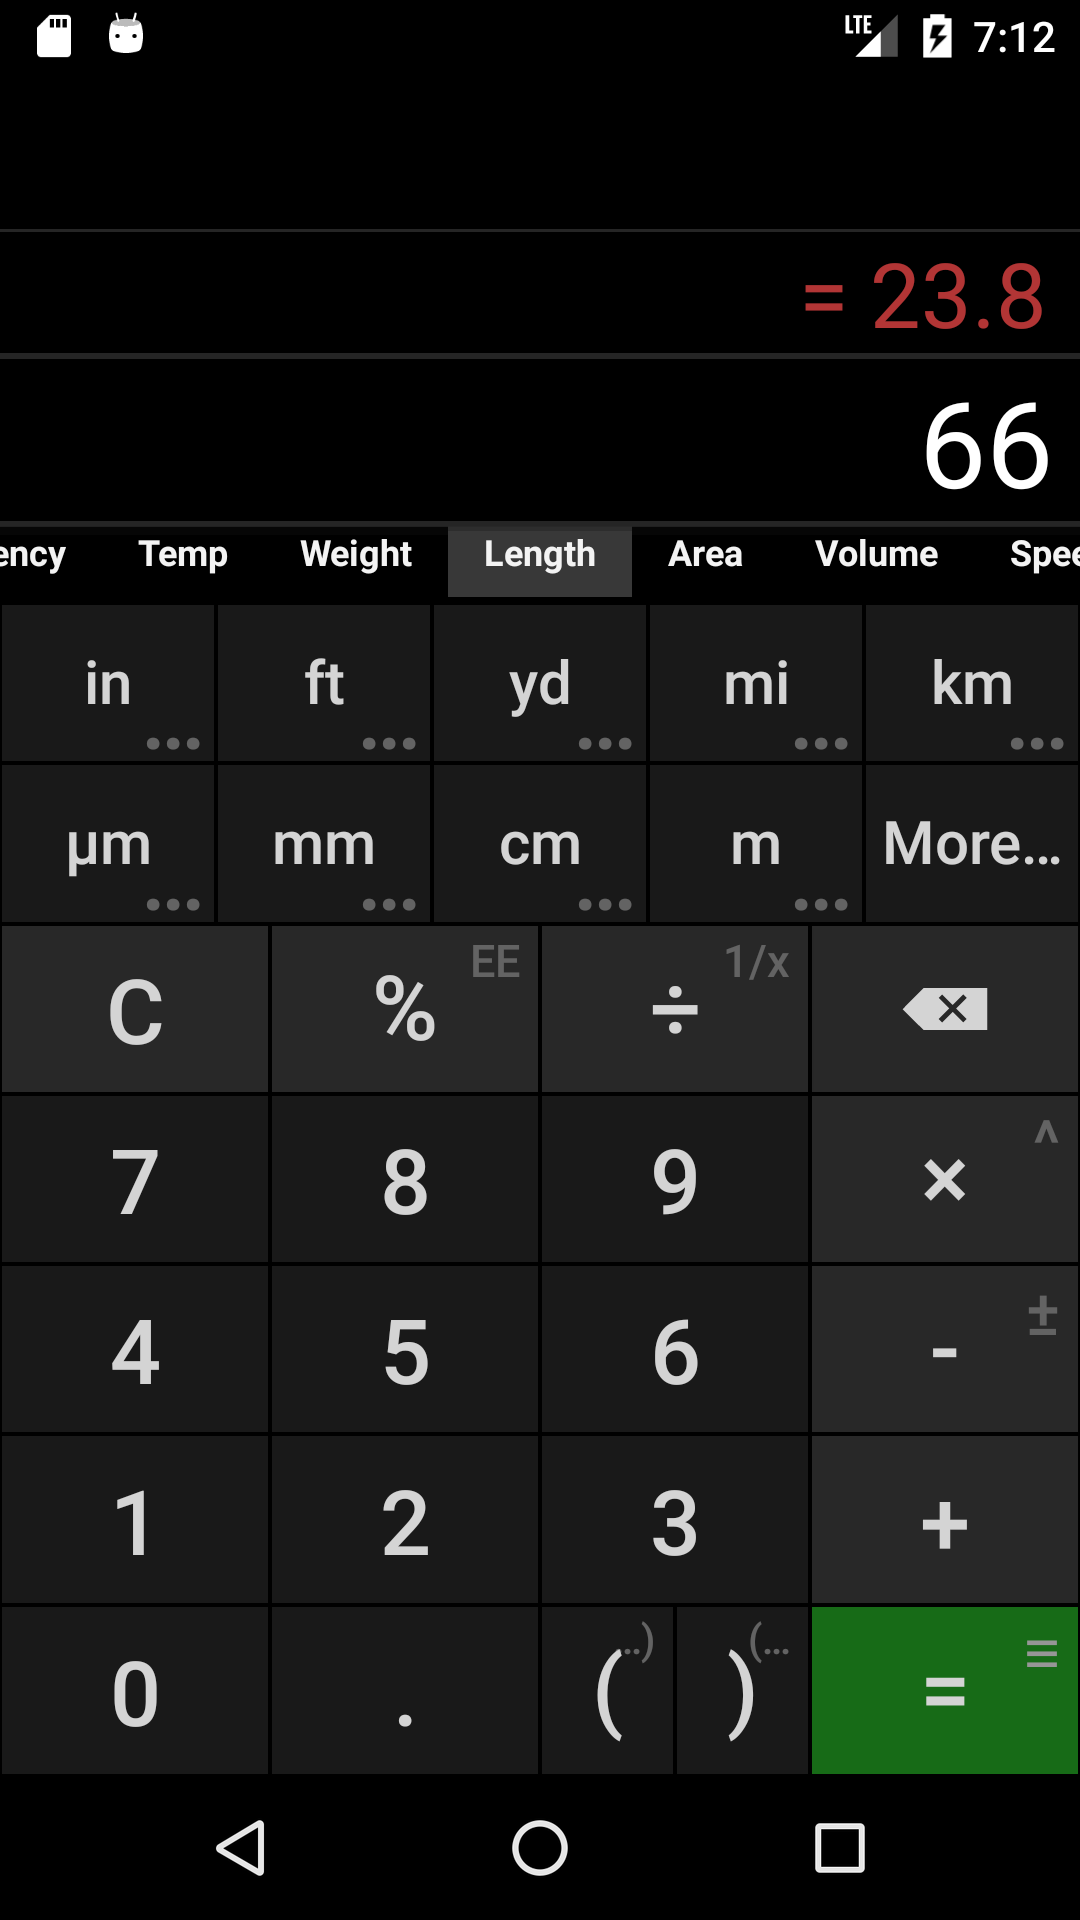 LTE 7:12
= 23.8
66
ency Temp Weight Length Area Volume Spee
in ft yd mi km
µm mm cm m More...
C % EE ÷ 1/x
7 8 9 × ^
4 5 6 - ±
1 2 3 +
0 . ( ..) ) (... =